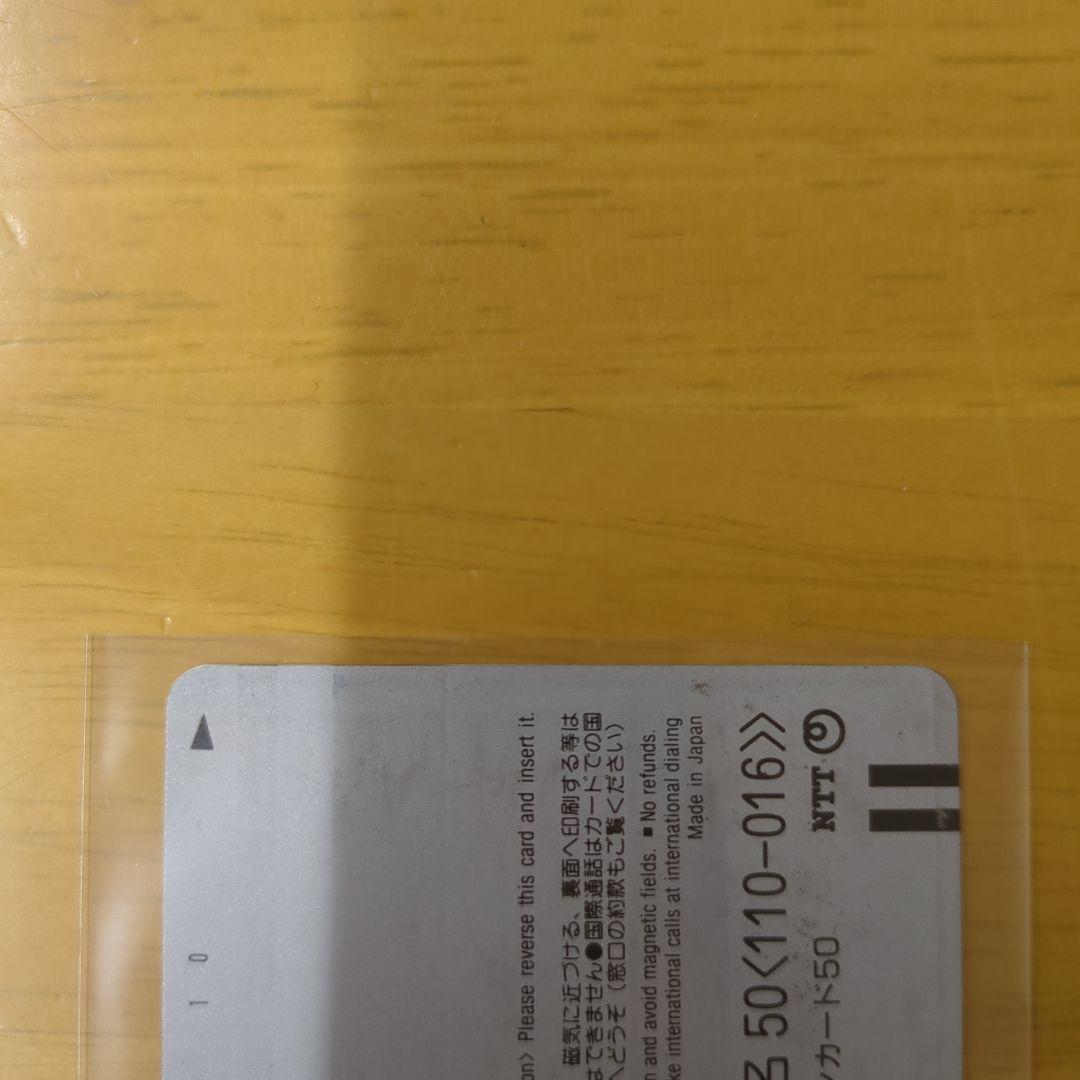 1 0
Please reverse this card and insert it.
磁気に近づける、裏面へ印刷する等は
できません●国際通話はカードでの国
へどうぞ(窓口の約款もご覧ください)
and avoid magnetic fields. ■ No refunds.
international calls at international dialing
Made in Japan
名 50〈110-016》
NTT
カード50